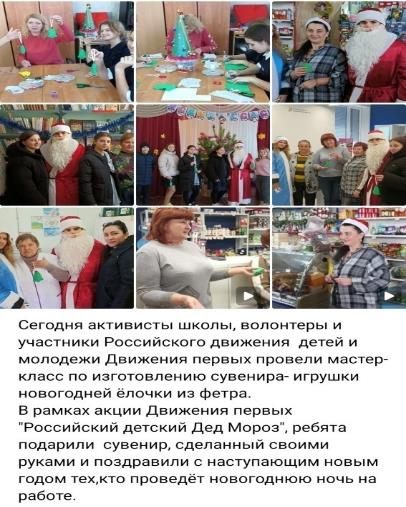 Сегодня активисты школы, волонтеры и
участники Российского движения детей и
молодежи Движения первых провели мастер-
класс по изготовлению сувенира- игрушки
новогодней ёлочки из фетра.
В рамках акции Движения первых
"Российский детский Дед Мороз", ребята
подарили сувенир, сделанный своими
руками и поздравили с наступающим новым
годом тех,кто проведёт новогоднюю ночь на
работе.